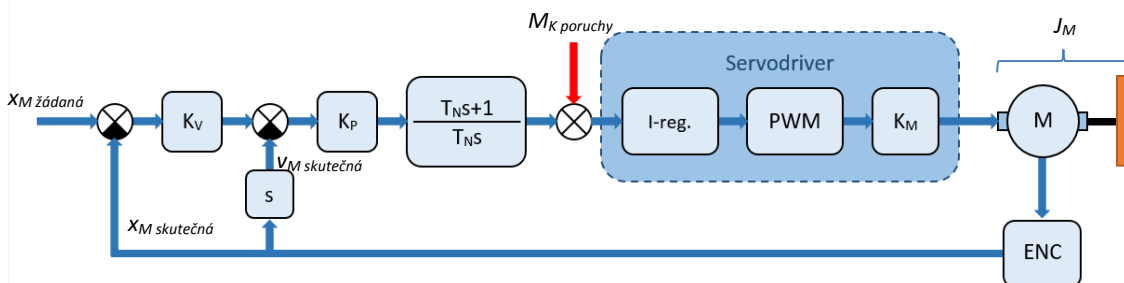 M_K poruchy
J_M
Servodriver
x_M žádaná
K_V
K_P
T_Ns+1
T_Ns
I-reg.
PWM
K_M
M
v_M skutečná
s
x_M skutečná
ENC